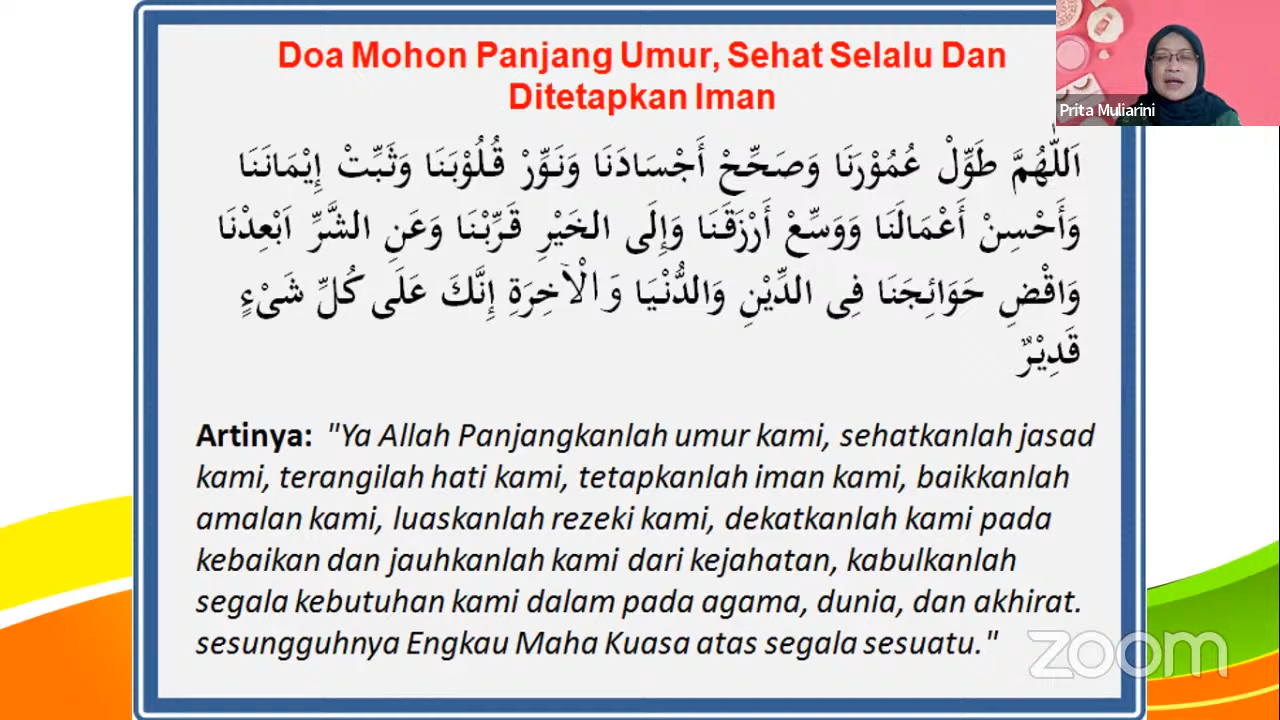 Doa Mohon Panjang Umur, Sehat Selalu Dan
Ditetapkan Iman
Prita Muliarini
اَللّٰهُمَّ طَوِّلْ عُمُوْرَنَا وَصَحِّحْ أَجْسَادَنَا وَنَوِّرْ قُلُوْبَنَا وَثَبِّتْ إِيْمَانَنَا
وَأَحْسِنْ أَعْمَالَنَا وَوَسِّعْ أَرْزَقَنَا وَإِلَى الخَيْرِ قَرِّبْنَا وَعَنِ الشَّرِّ اَبْعِدْنَا
وَاقْضِ حَوَائِجَنَا فِى الدِّيْنِ وَالدُّنْيَا وَالْآخِرَةِ إِنَّكَ عَلَى كُلِّ شَىْءٍ
قَدِيْرٌ
Artinya: "Ya Allah Panjangkanlah umur kami, sehatkanlah jasad
kami, terangilah hati kami, tetapkanlah iman kami, baikkanlah
amalan kami, luaskanlah rezeki kami, dekatkanlah kami pada
kebaikan dan jauhkanlah kami dari kejahatan, kabulkanlah
segala kebutuhan kami dalam pada agama, dunia, dan akhirat.
sesungguhnya Engkau Maha Kuasa atas segala sesuatu."
zoom